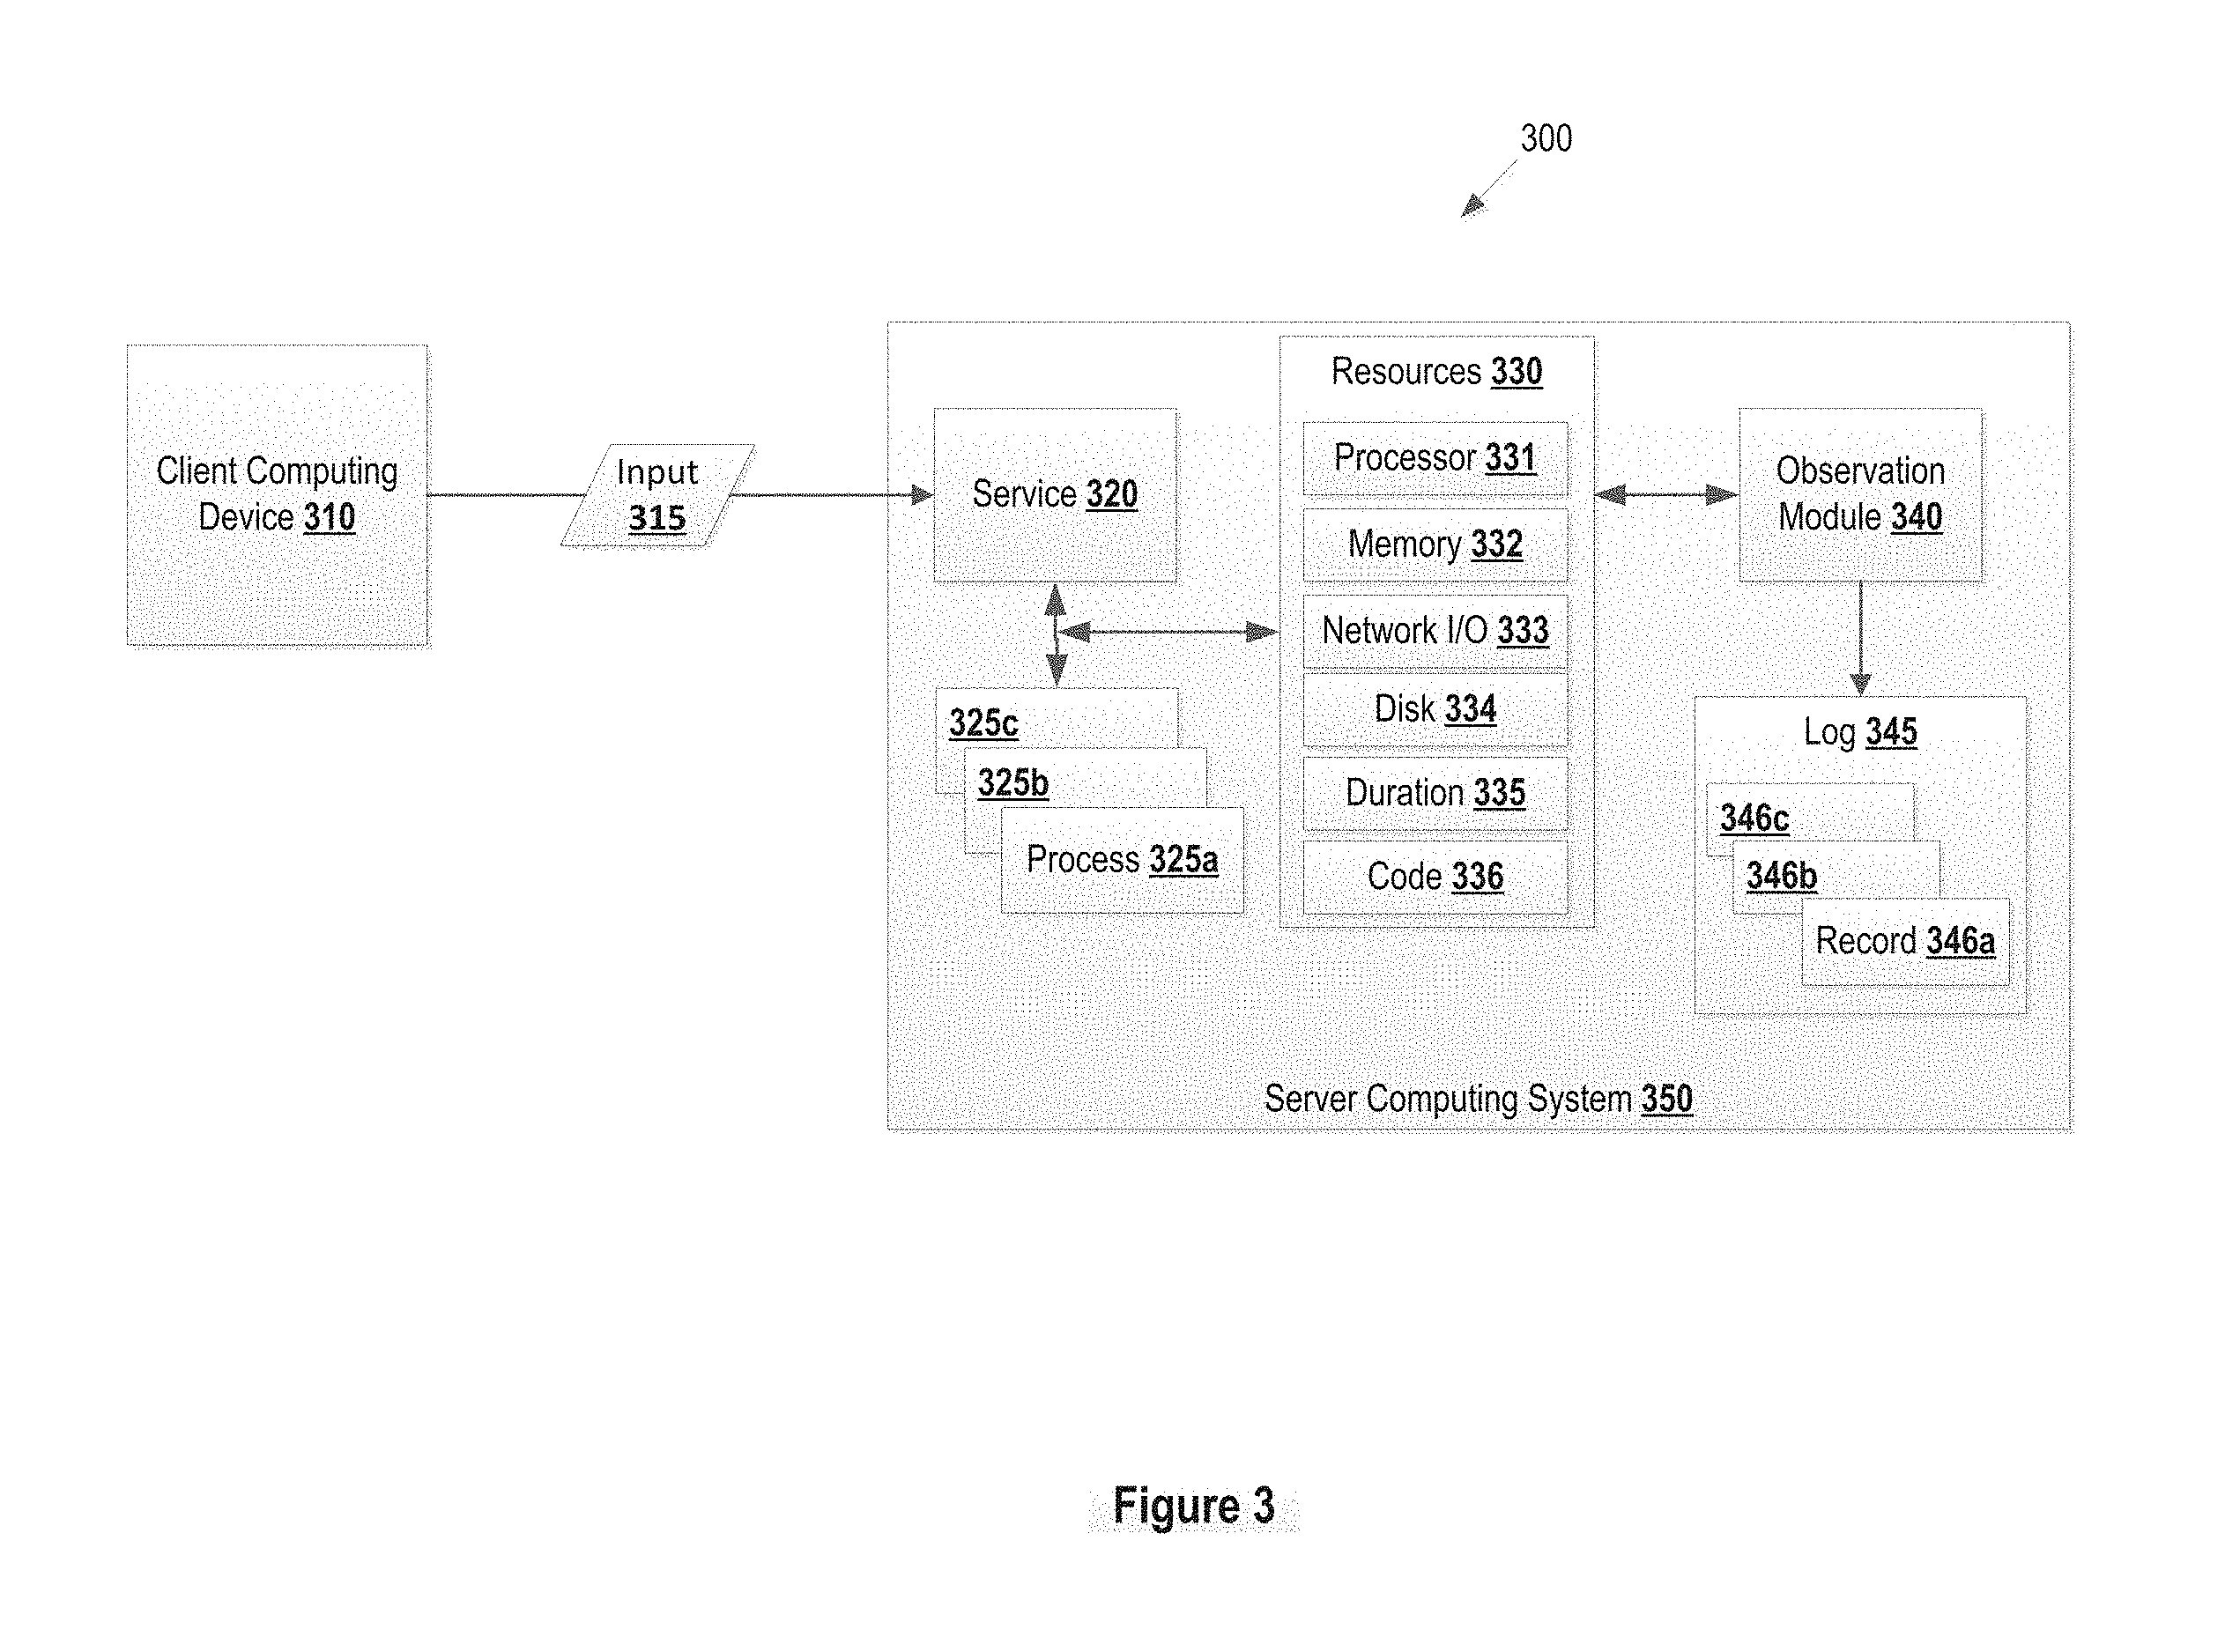 300
Client Computing
Device 310
Input
315
Service 320
325c
325b
Process 325a
Resources 330
Processor 331
Memory 332
Network I/O 333
Disk 334
Duration 335
Code 336
Observation
Module 340
Log 345
346c
346b
Record 346a
Server Computing System 350
Figure 3